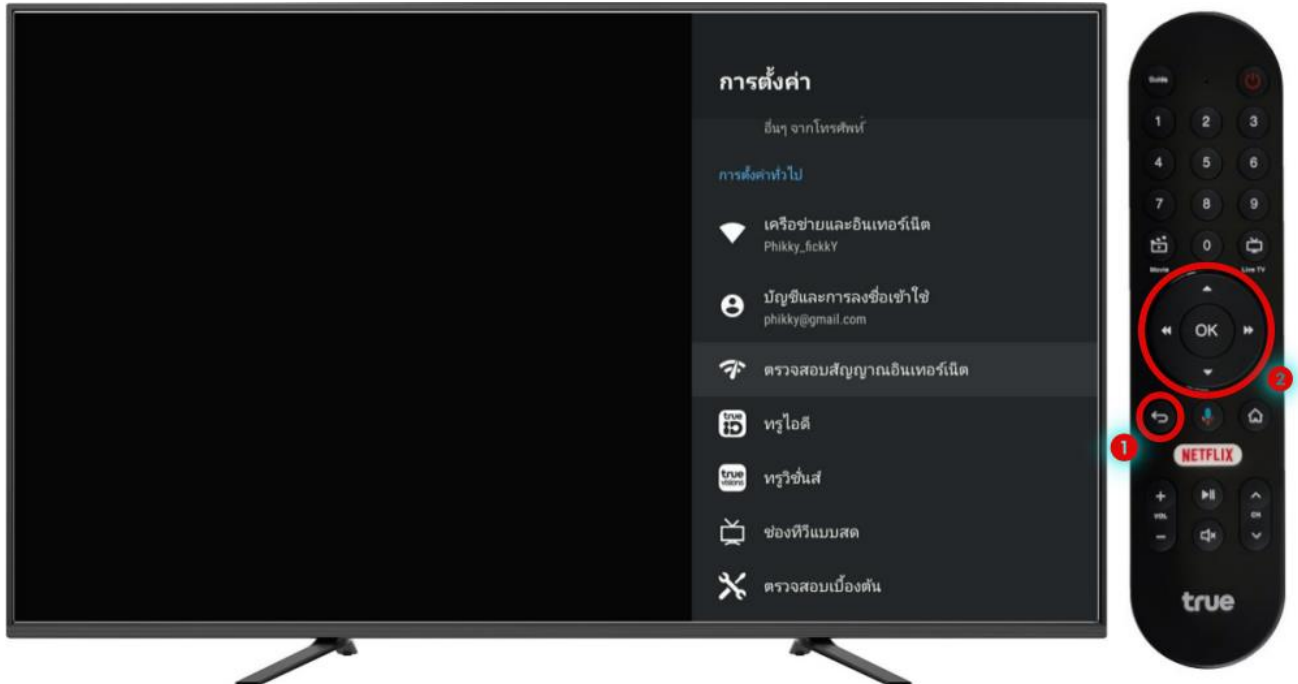 การตั้งค่า
อื่นๆ จากโทรศัพท์
การตั้งค่าทั่วไป
เครือข่ายและอินเทอร์เน็ต
Phikky_fickkY
บัญชีและการลงชื่อเข้าใช้
phikky@gmail.com
ตรวจสอบสัญญาณอินเทอร์เน็ต
true iD
ทรูไอดี
true visions
ทรูวิชั่นส์
ช่องทีวีแบบสด
ตรวจสอบเบื้องต้น
Guide
1 2 3
4 5 6
7 8 9
0
Movie Live TV
OK
2
1
NETFLIX
+ +
VOL CH
-
true